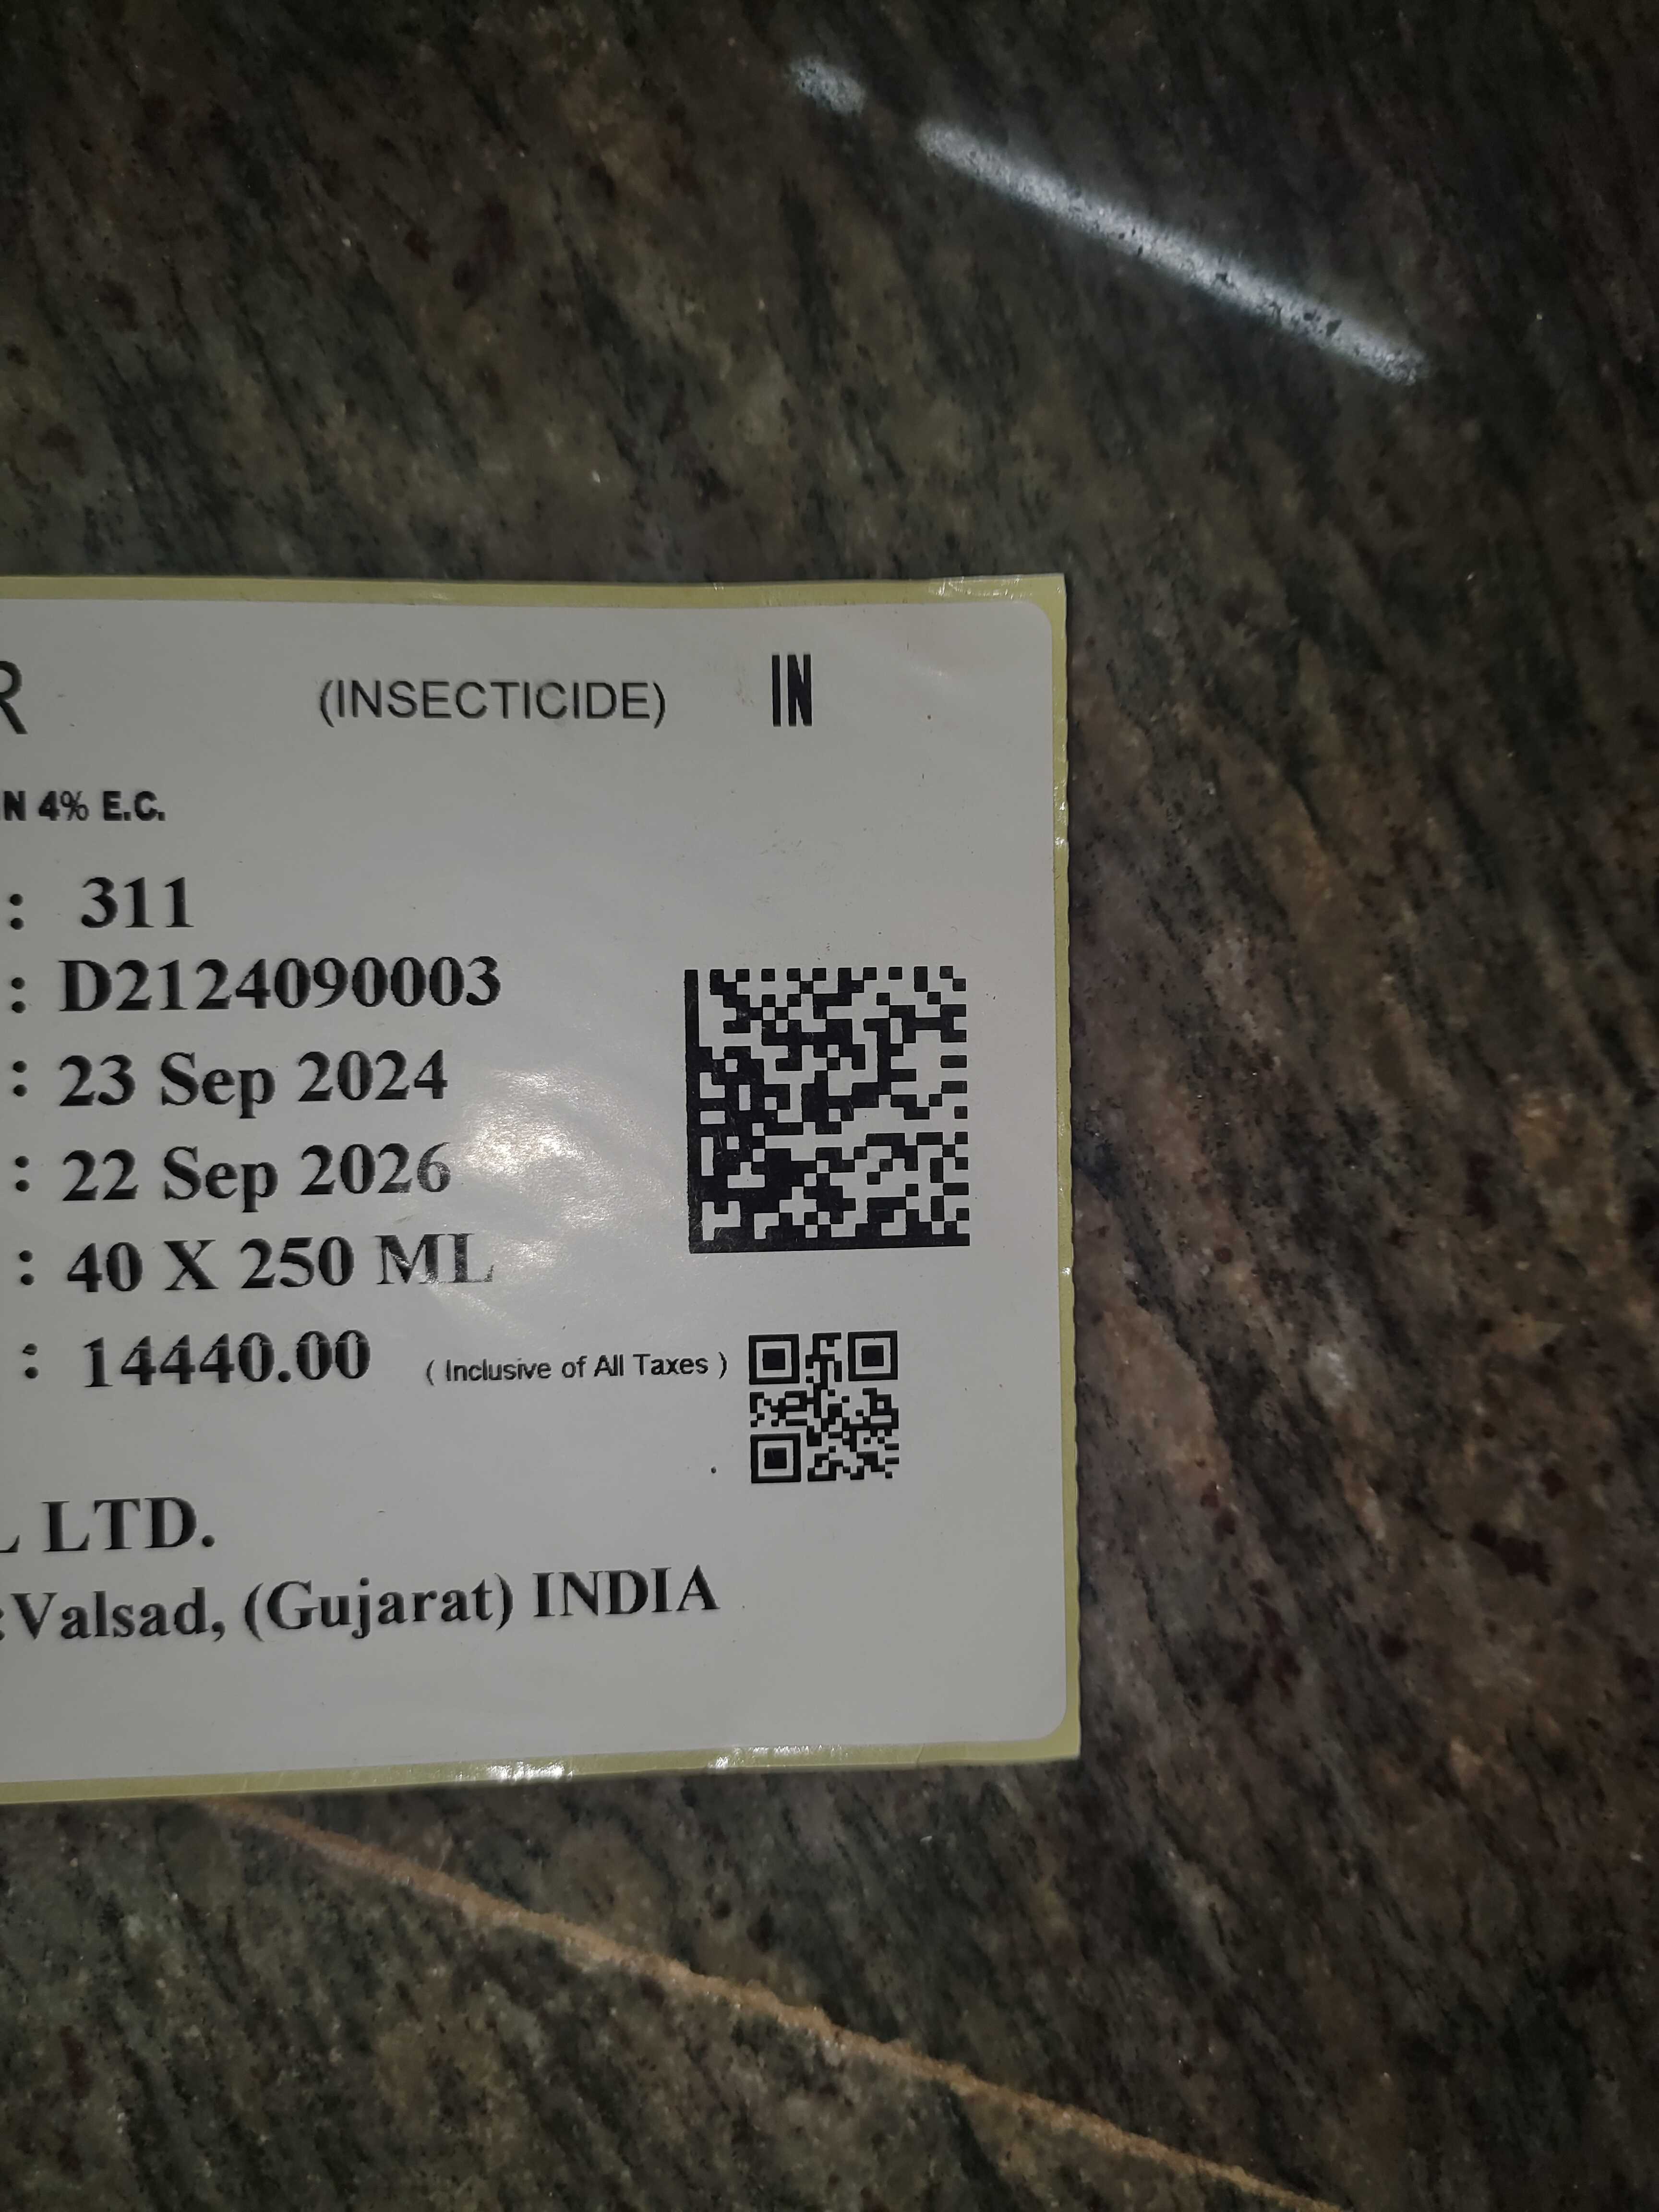 R (INSECTICIDE) IN
N 4% E.C.
: 311
: D2124090003
: 23 Sep 2024
: 22 Sep 2026
: 40 X 250 ML
: 14440.00 ( Inclusive of All Taxes )
L LTD.
:Valsad, (Gujarat) INDIA